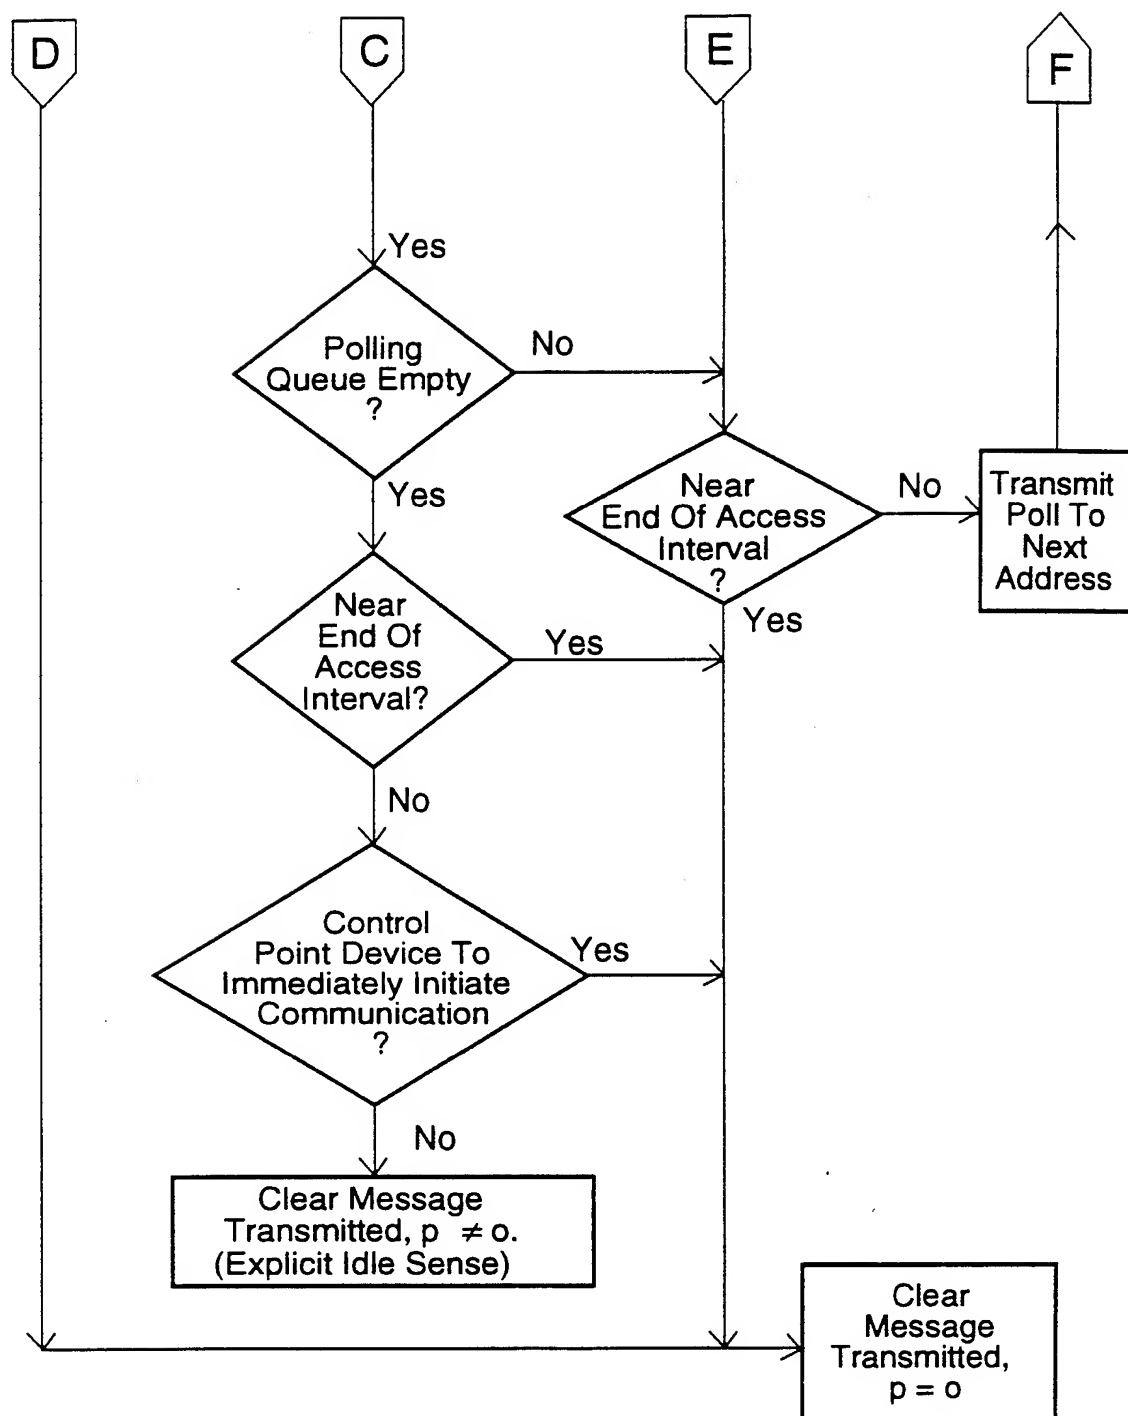 D
C
E
F
Yes
Polling
Queue Empty
?
No
Yes
Near
End Of Access
Interval
?
No
Transmit
Poll To
Next
Address
Yes
Near
End Of
Access
Interval?
Yes
No
Control
Point Device To
Immediately Initiate
Communication
?
Yes
No
Clear Message
Transmitted, p ≠ o.
(Explicit Idle Sense)
Clear
Message
Transmitted,
p = o